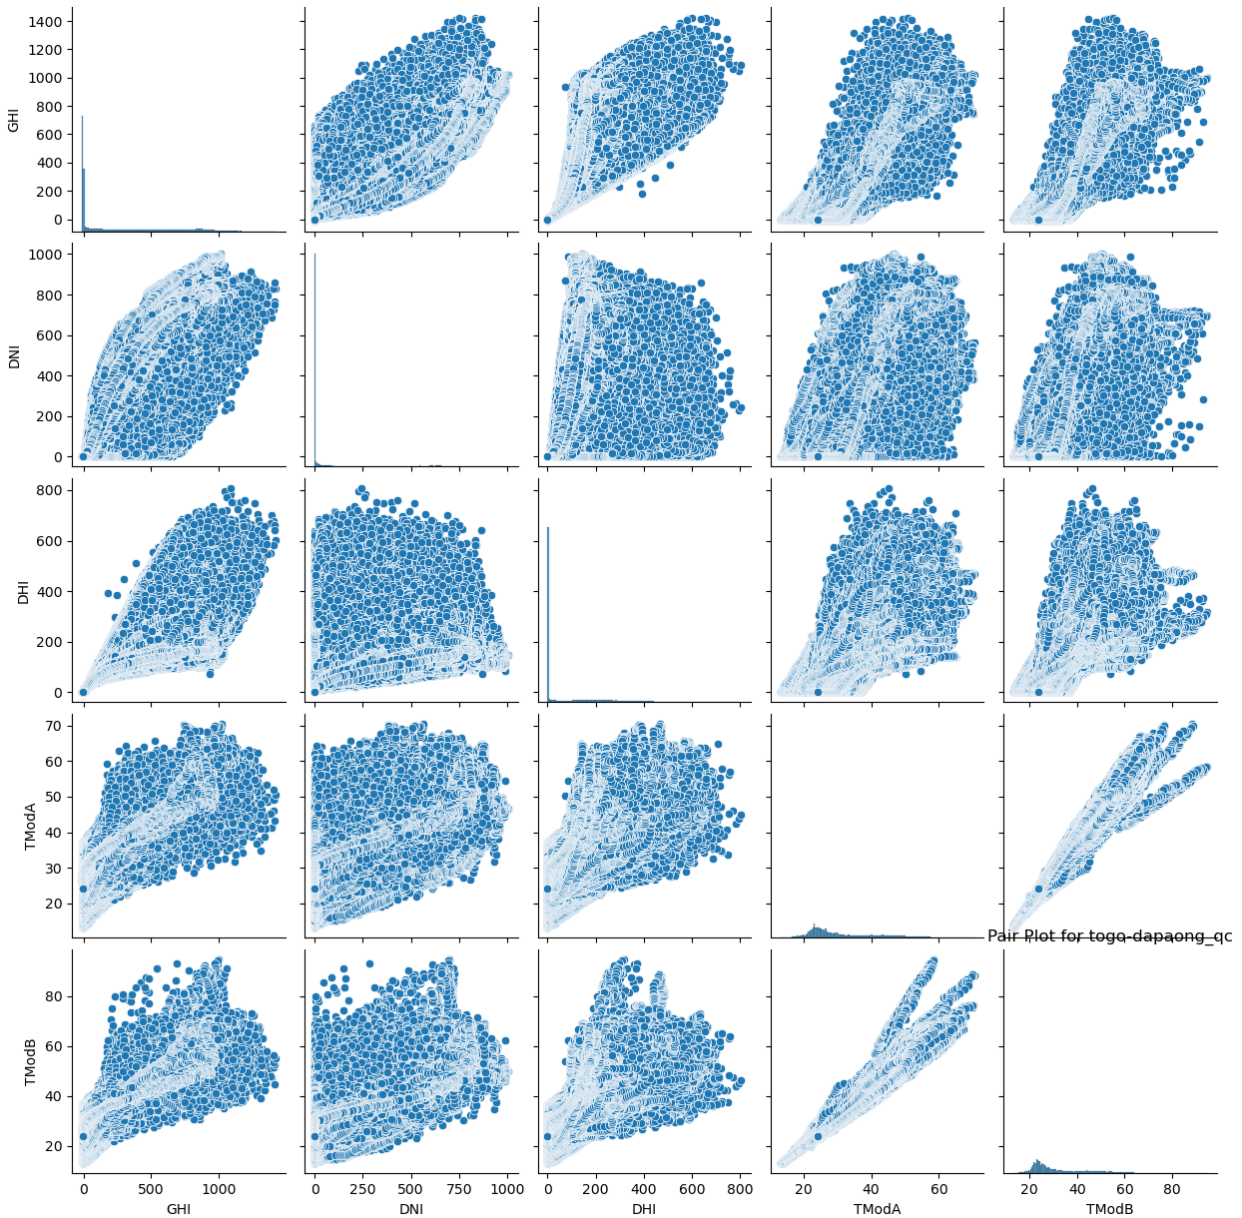 1400
1200
1000
800
600
400
200
0
GHI
1000
800
600
400
200
0
DNI
800
600
400
200
0
DHI
70
60
50
40
30
20
TModA
Pair Plot for togo-dapaong_qc
80
60
40
20
TModB
0 500 1000
0 250 500 750 1000
0 200 400 600 800
20 40 60
20 40 60 80
GHI DNI DHI TModA TModB